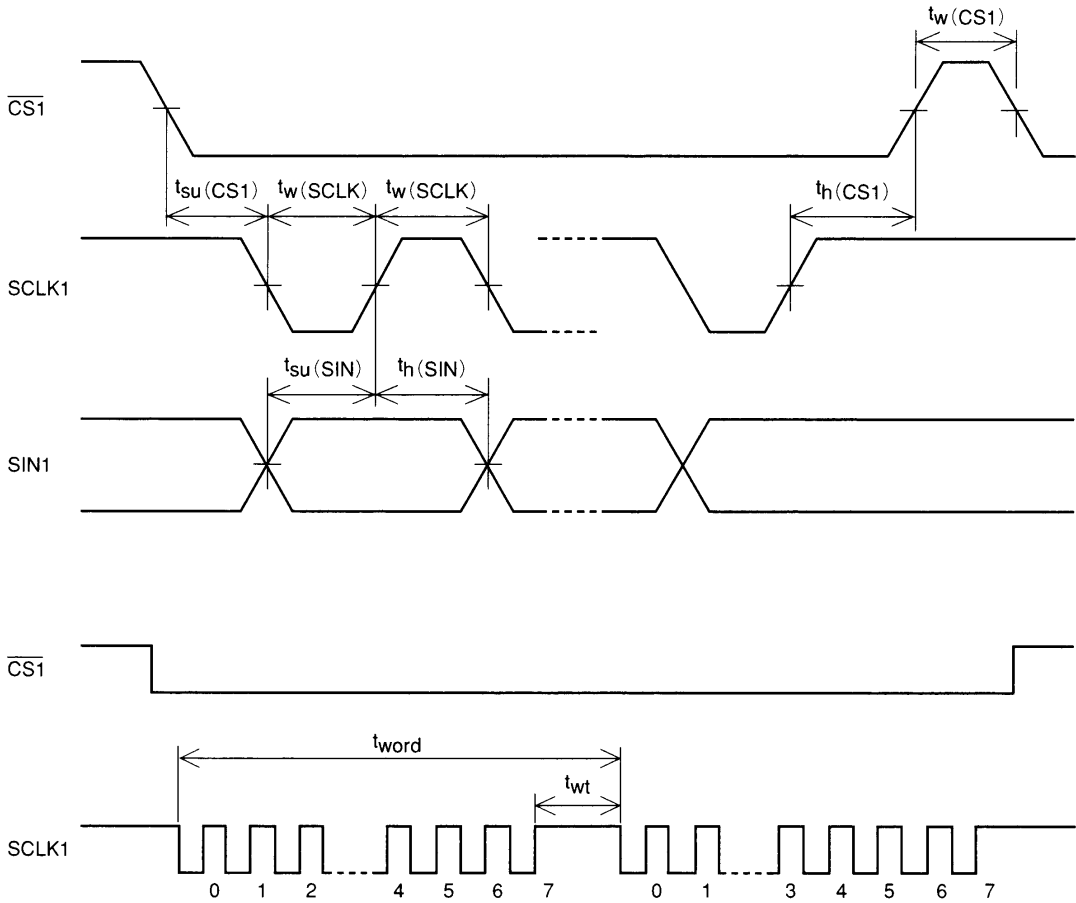 tw(CS1)
CS1
tsu(CS1) tw(SCLK) tw(SCLK) th(CS1)
SCLK1
tsu(SIN) th(SIN)
SIN1
CS1
tword
twt
SCLK1
0 1 2 4 5 6 7 0 1 3 4 5 6 7